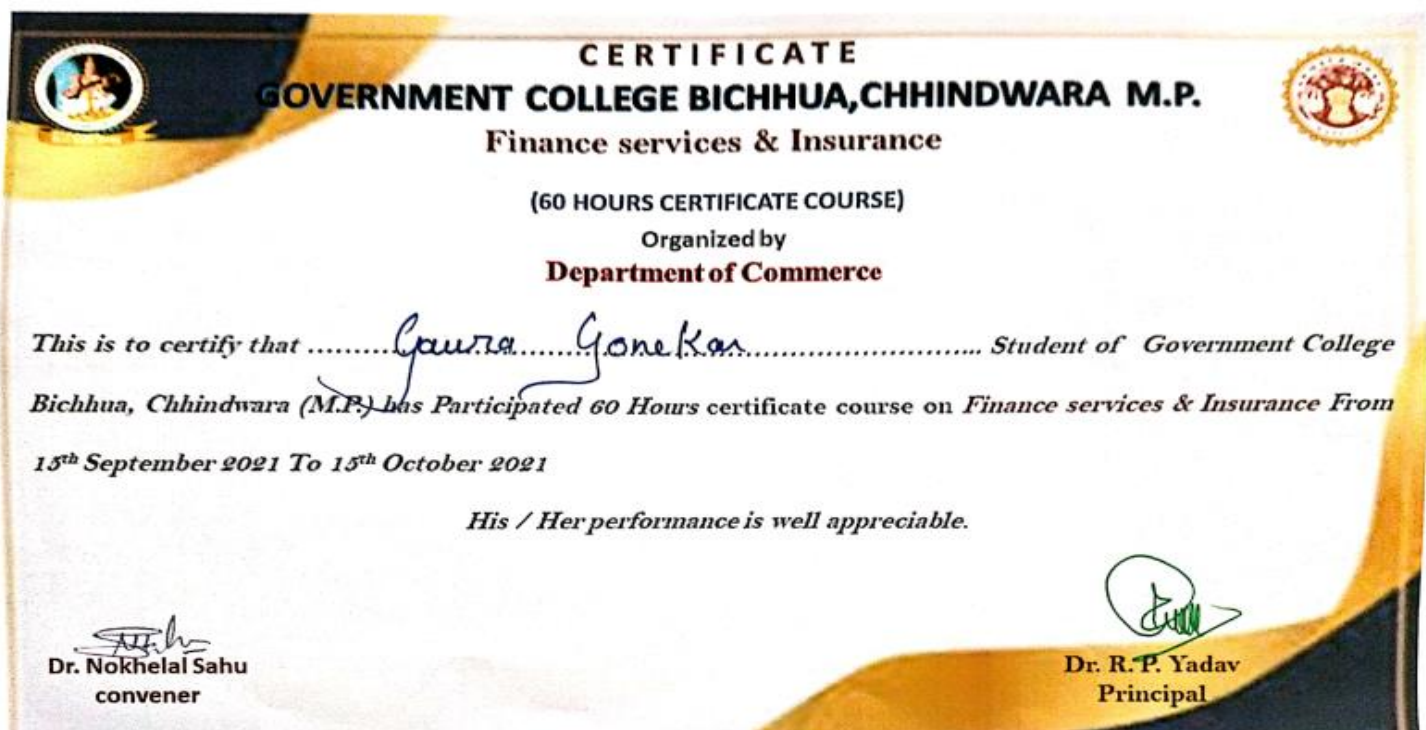 CERTIFICATE
GOVERNMENT COLLEGE BICHHUA,CHHINDWARA M.P.
Finance services & Insurance
(60 HOURS CERTIFICATE COURSE)
Organized by
Department of Commerce
This is to certify that .........Gaura.......Gonekar............................... Student of Government College
Bichhua, Chhindwara (M.P.) has Participated 60 Hours certificate course on Finance services & Insurance From
15th September 2021 To 15th October 2021
His / Her performance is well appreciable.
Dr. Nokhelal Sahu
convener
Dr. R. P. Yadav
Principal